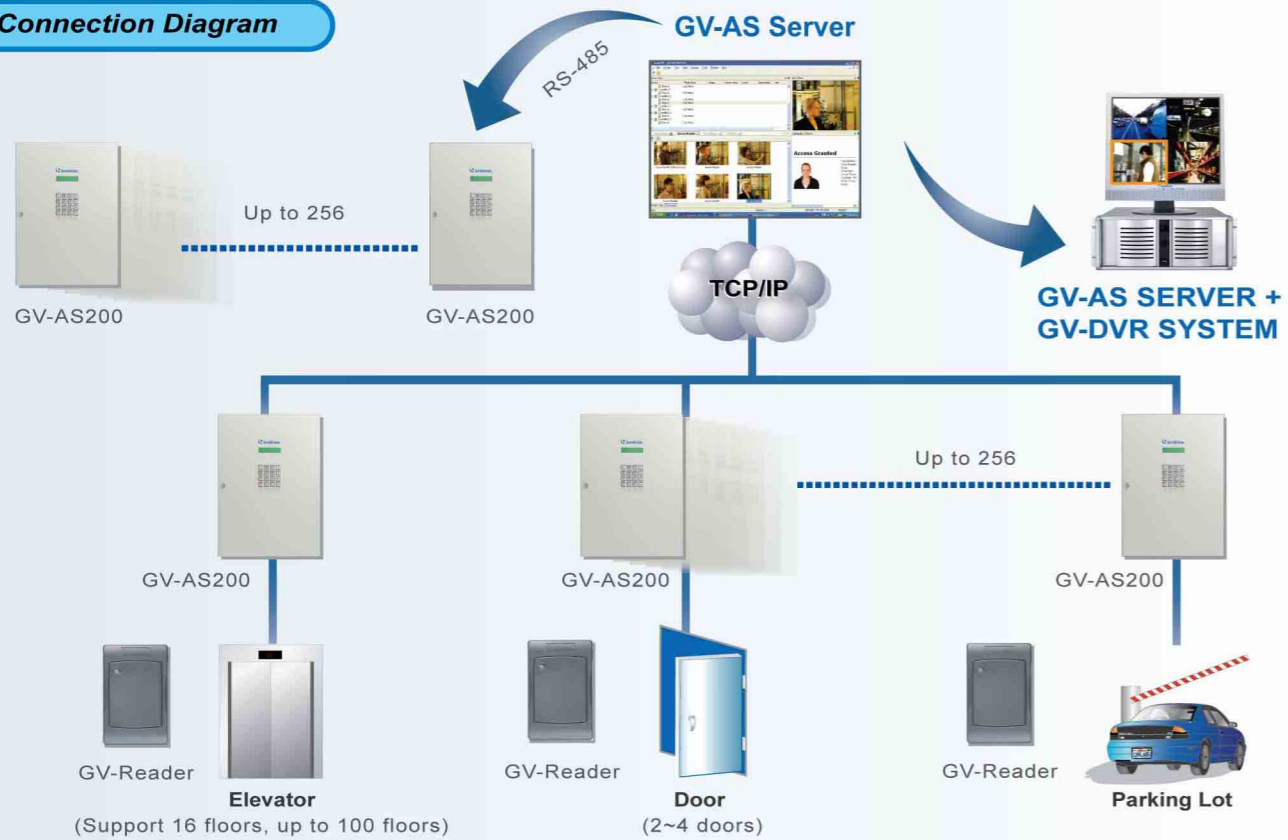 Connection Diagram
GV-AS Server
RS-485
Up to 256
GV-AS200
GV-AS200
Access Granted
TCP/IP
GV-AS SERVER +
GV-DVR SYSTEM
Up to 256
GV-AS200
GV-AS200
GV-AS200
GV-Reader
GV-Reader
GV-Reader
Elevator
(Support 16 floors, up to 100 floors)
Door
(2~4 doors)
Parking Lot